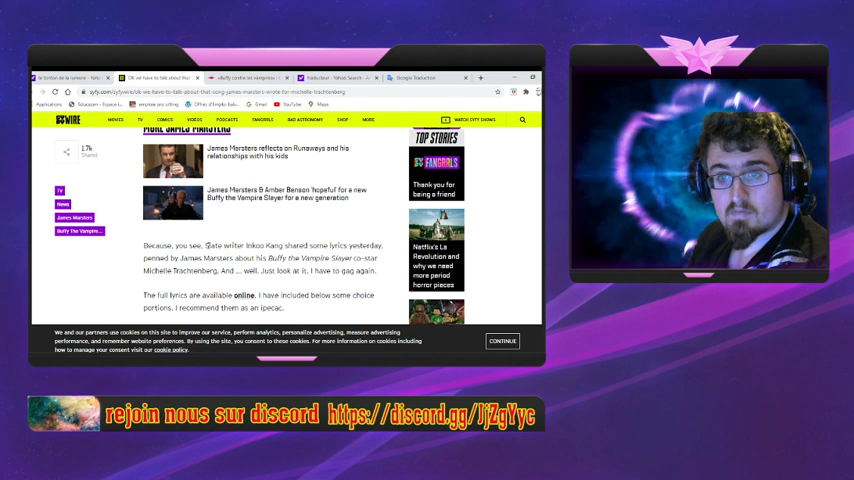 OK we have to talk about that
Buffy contre les vampires
Traducteur - Yahoo Search - A
Google Traduction
syfy.com/syfywire/ok-we-have-to-talk-about-that-song-james-marsters-wrote-for-michelle-trachtenberg
Applications
Gmail
YouTube
Maps
WIRE
MOVIES
TV
COMICS
VIDEOS
PODCASTS
FANGRRLS
BAD ASTRONOMY
SHOP
MORE
WATCH SYFY SHOWS
MORE JAMES MARSTERS
TOP STORIES
1.7k
Shared
James Marsters reflects on Runaways and his
relationships with his kids
FANGRRLS
Thank you for
being a friend
TV
News
James Marsters
Buffy the Vampire...
James Marsters & Amber Benson 'hopeful' for a new
Buffy the Vampire Slayer for a new generation
Because, you see, Slate writer Inkoo Kang shared some lyrics yesterday,
penned by James Marsters about his Buffy the Vampire Slayer co-star
Michelle Trachtenberg. And ... well. Just look at it. I have to gag again.
The full lyrics are available online. I have included below some choice
portions. I recommend them as an ipecac.
Netflix's La
Revolution and
why we need
more period
horror pieces
We and our partners use cookies on this site to improve our service, perform analytics, personalize advertising, measure advertising
performance, and remember website preferences. By using the site, you consent to these cookies. For more information on cookies including
how to manage your consent visit our cookie policy.
CONTINUE
rejoin nous sur discord https://discord.gg/JjZgYyc